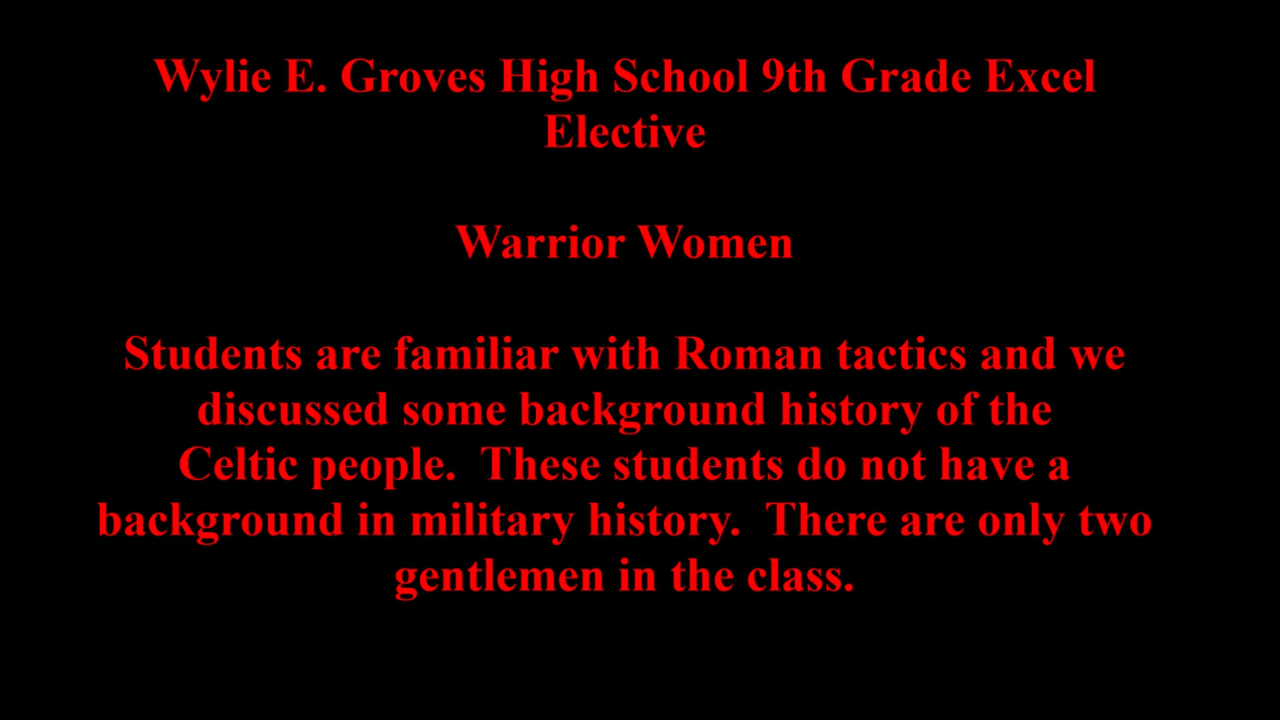 Wylie E. Groves High School 9th Grade Excel
Elective
Warrior Women
Students are familiar with Roman tactics and we
discussed some background history of the
Celtic people.  These students do not have a
background in military history.  There are only two
gentlemen in the class.